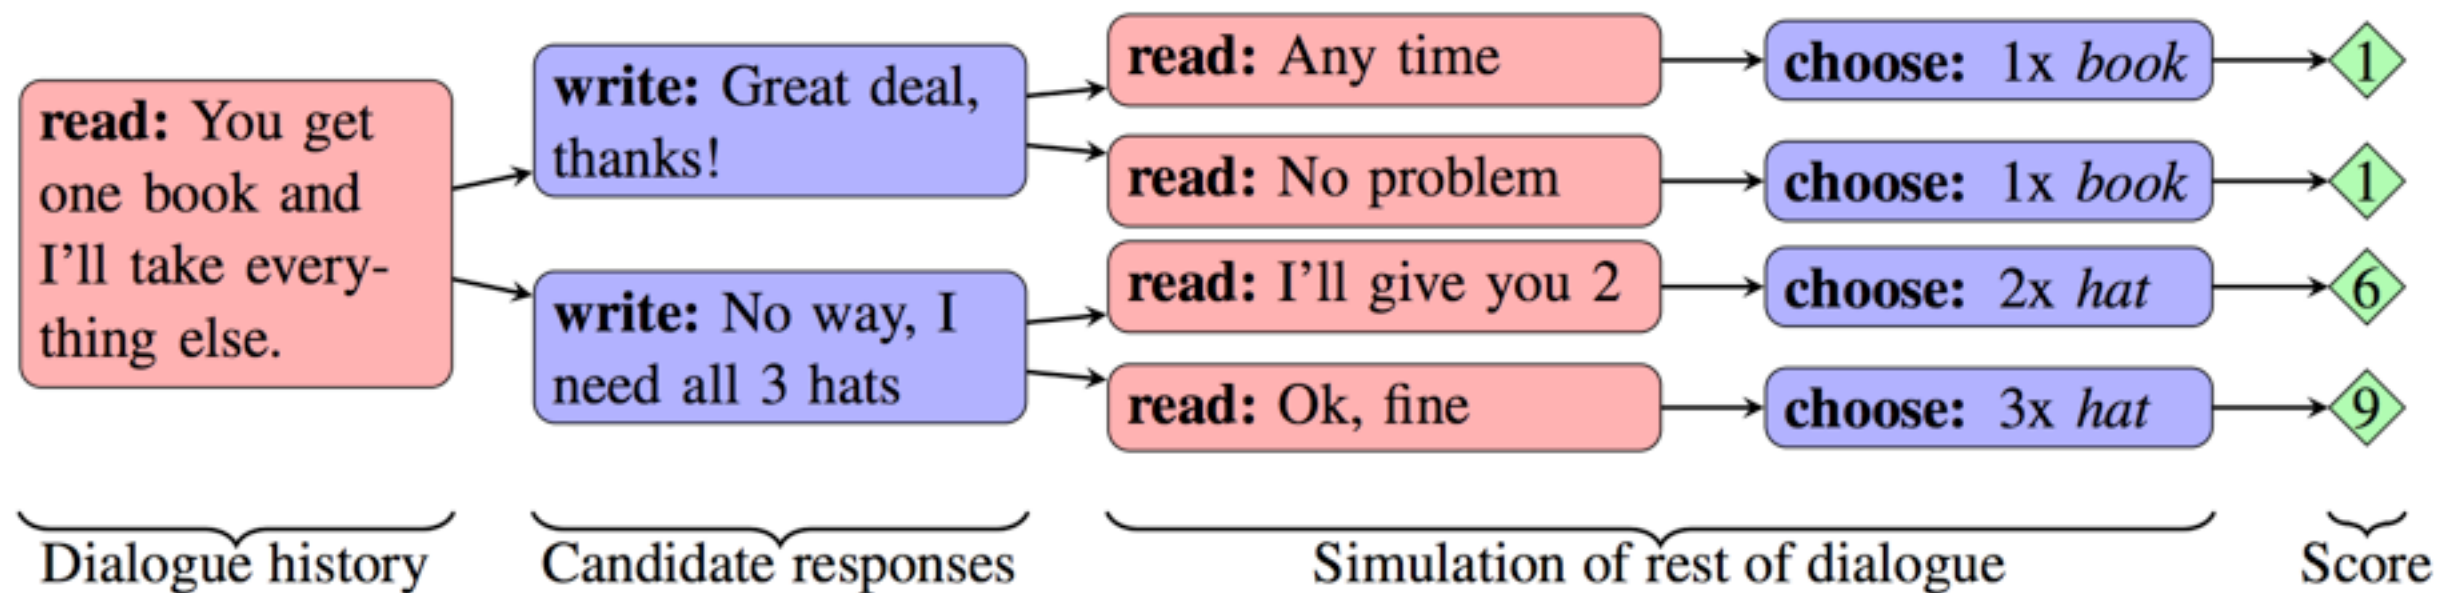 read: You get
one book and
I'll take every-
thing else.
write: Great deal,
thanks!
write: No way, I
need all 3 hats
read: Any time
choose: 1x book
1
read: No problem
choose: 1x book
1
read: I'll give you 2
choose: 2x hat
6
read: Ok, fine
choose: 3x hat
9
Dialogue history
Candidate responses
Simulation of rest of dialogue
Score